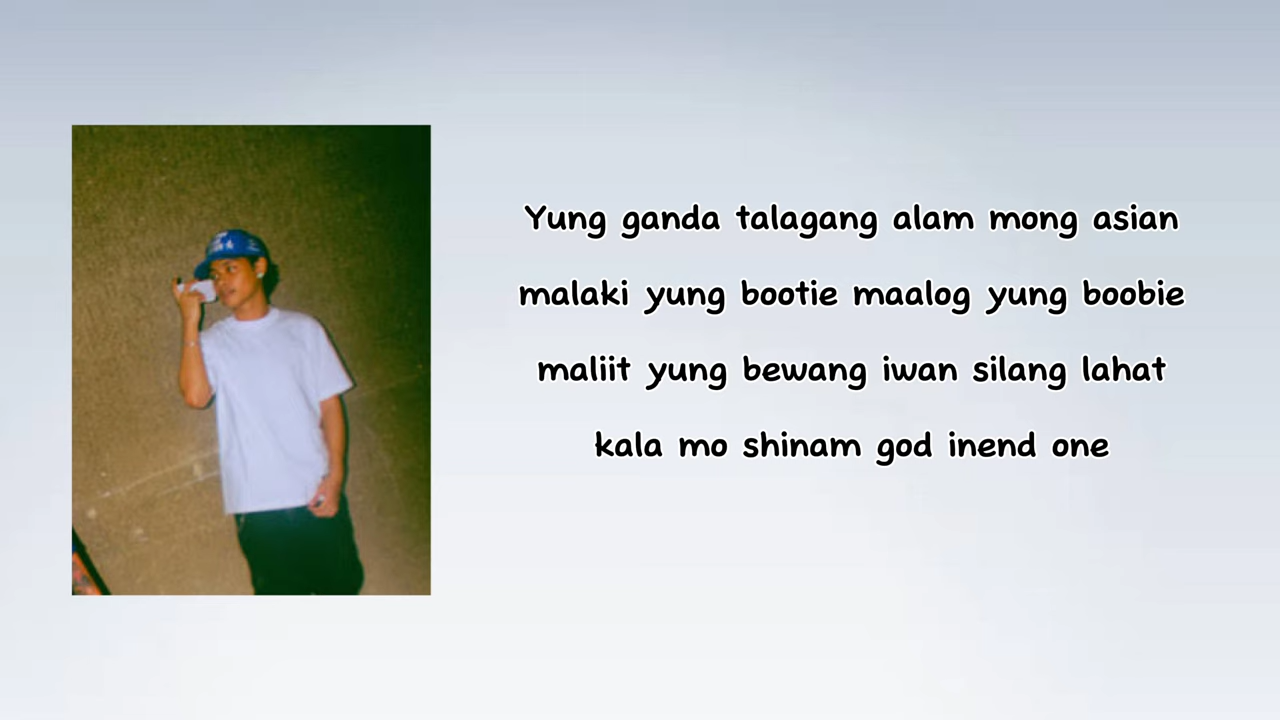 Yung ganda talagang alam mong asian
malaki yung bootie maalog yung boobie
maliit yung bewang iwan silang lahat
kala mo shinam god inend one